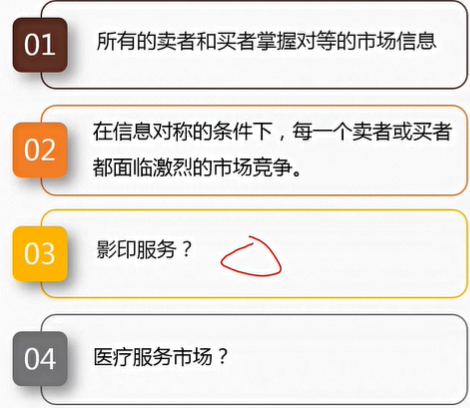 01
所有的卖者和买者掌握对等的市场信息
02
在信息对称的条件下，每一个卖者或买者
都面临激烈的市场竞争。
03
影印服务？
04
医疗服务市场？